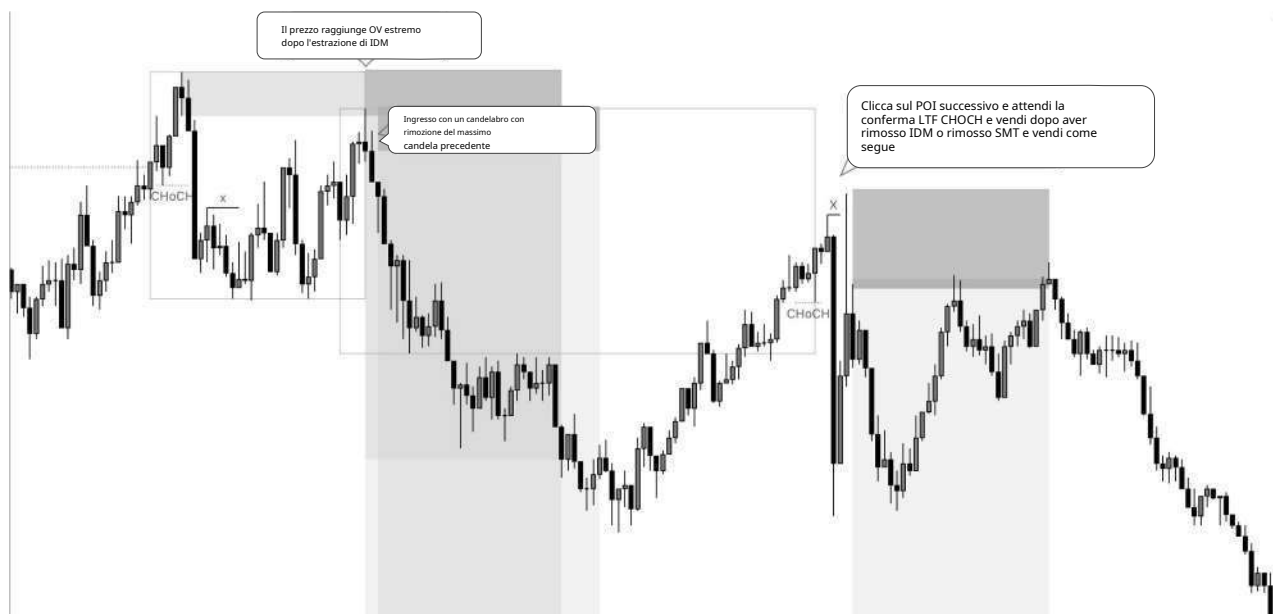 Il prezzo raggiunge OV estremo
dopo l'estrazione di IDM
Ingresso con un candelabro con
rimozione del massimo
candela precedente
Clicca sul POI successivo e attendi la
conferma LTF CHOCH e vendi dopo aver
rimosso IDM o rimosso SMT e vendi come
segue
CHoCH
x
X
CHoCH